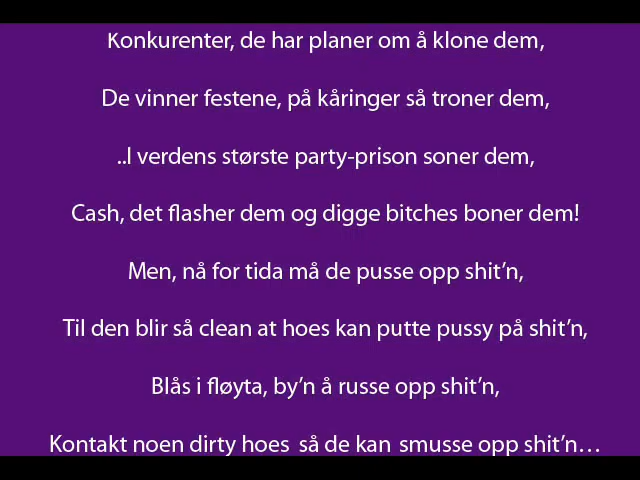 Konkurenter, de har planer om å klone dem,
De vinner festene, på kåringer så troner dem,
..I verdens største party-prison soner dem,
Cash, det flasher dem og digge bitches boner dem!
Men, nå for tida må de pusse opp shit’n,
Til den blir så clean at hoes kan putte pussy på shit’n,
Blås i fløyta, by’n å russe opp shit’n,
Kontakt noen dirty hoes så de kan smusse opp shit’n…